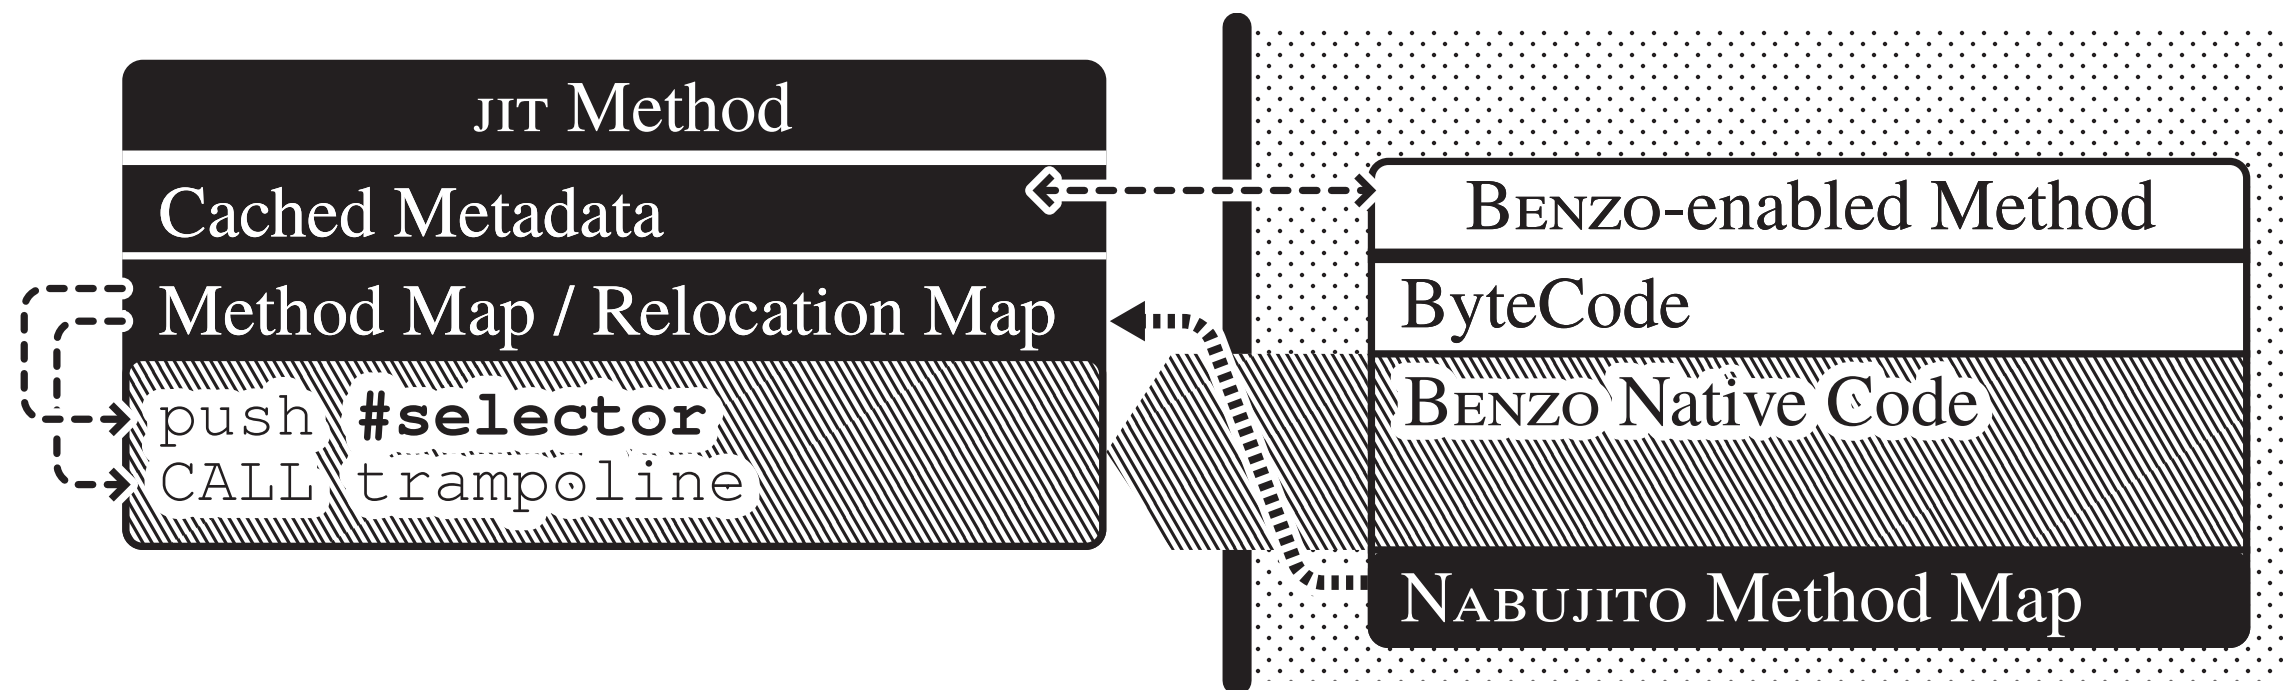 JIT Method
Cached Metadata
Method Map / Relocation Map
push #selector
CALL trampoline
BENZO-enabled Method
ByteCode
BENZO Native Code
NABUJITO Method Map